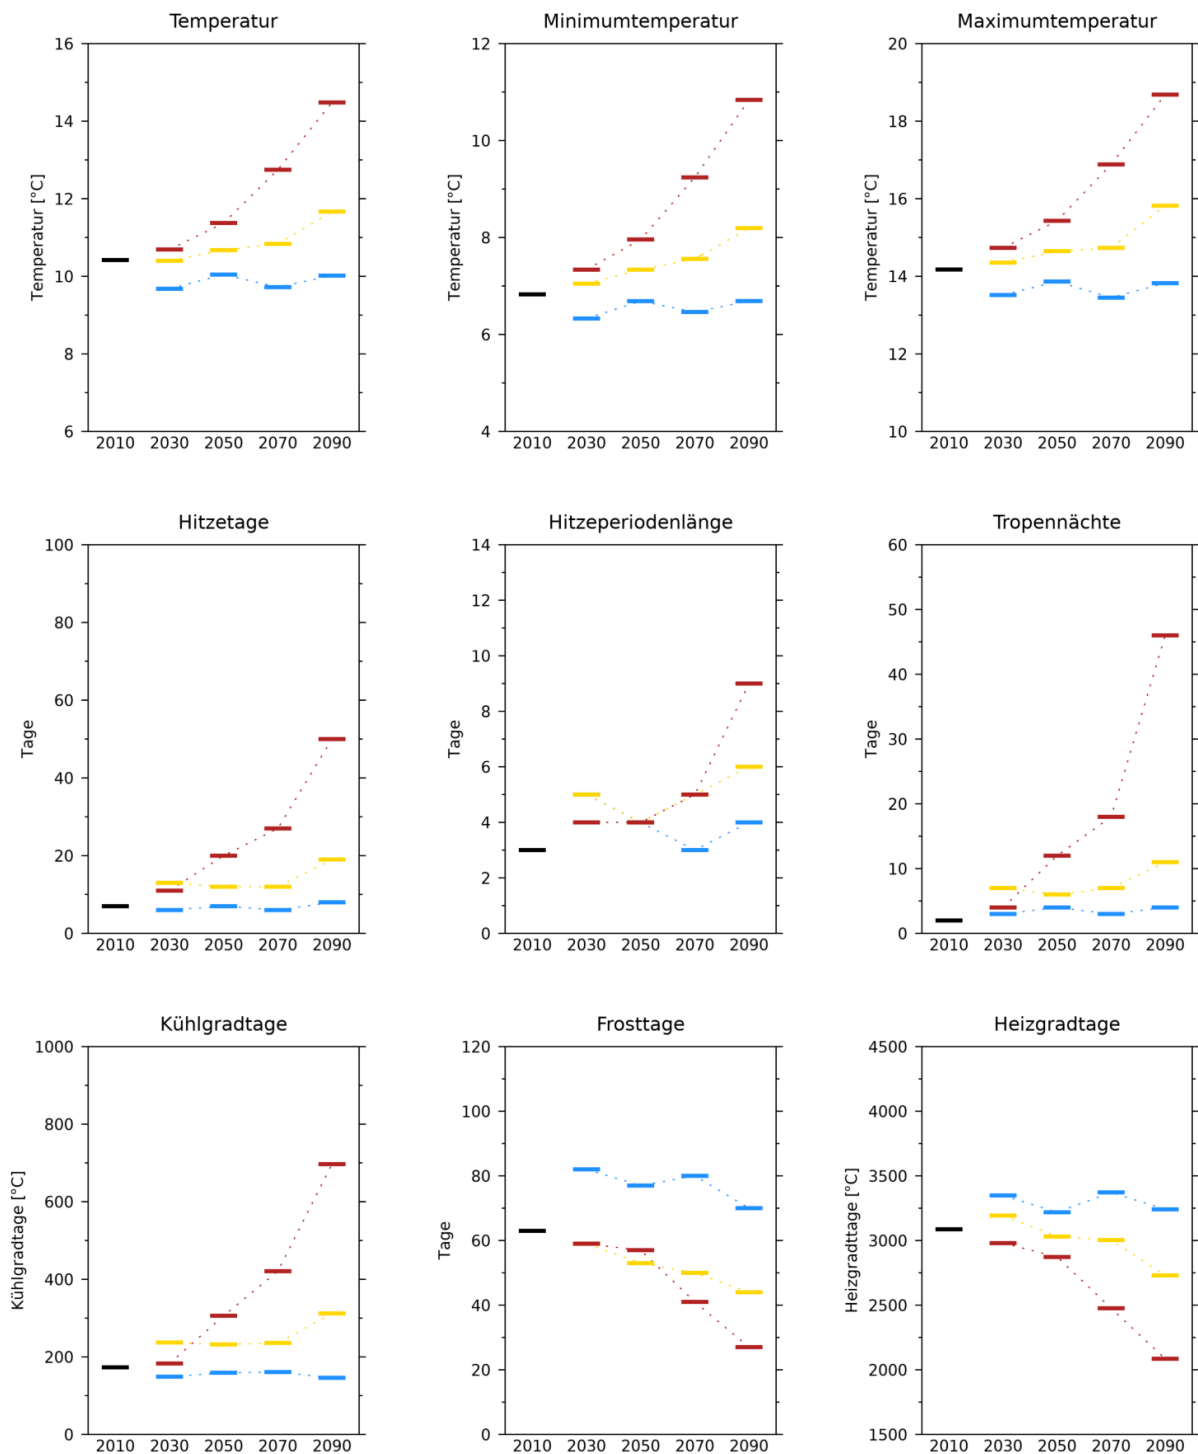 Temperatur
Minimumtemperatur
Maximumtemperatur
Temperatur [°C]
16
14
12
10
8
6
2010 2030 2050 2070 2090
Temperatur [°C]
12
10
8
6
4
2010 2030 2050 2070 2090
Temperatur [°C]
20
18
16
14
12
10
2010 2030 2050 2070 2090
Hitzetage
Hitzeperiodenlänge
Tropennächte
Tage
100
80
60
40
20
0
2010 2030 2050 2070 2090
Tage
14
12
10
8
6
4
2
0
2010 2030 2050 2070 2090
Tage
60
50
40
30
20
10
0
2010 2030 2050 2070 2090
Kühlgradtage
Frosttage
Heizgradtage
Kühlgradtage [°C]
1000
800
600
400
200
0
2010 2030 2050 2070 2090
Tage
120
100
80
60
40
20
0
2010 2030 2050 2070 2090
Heizgradttage [°C]
4500
4000
3500
3000
2500
2000
1500
2010 2030 2050 2070 2090